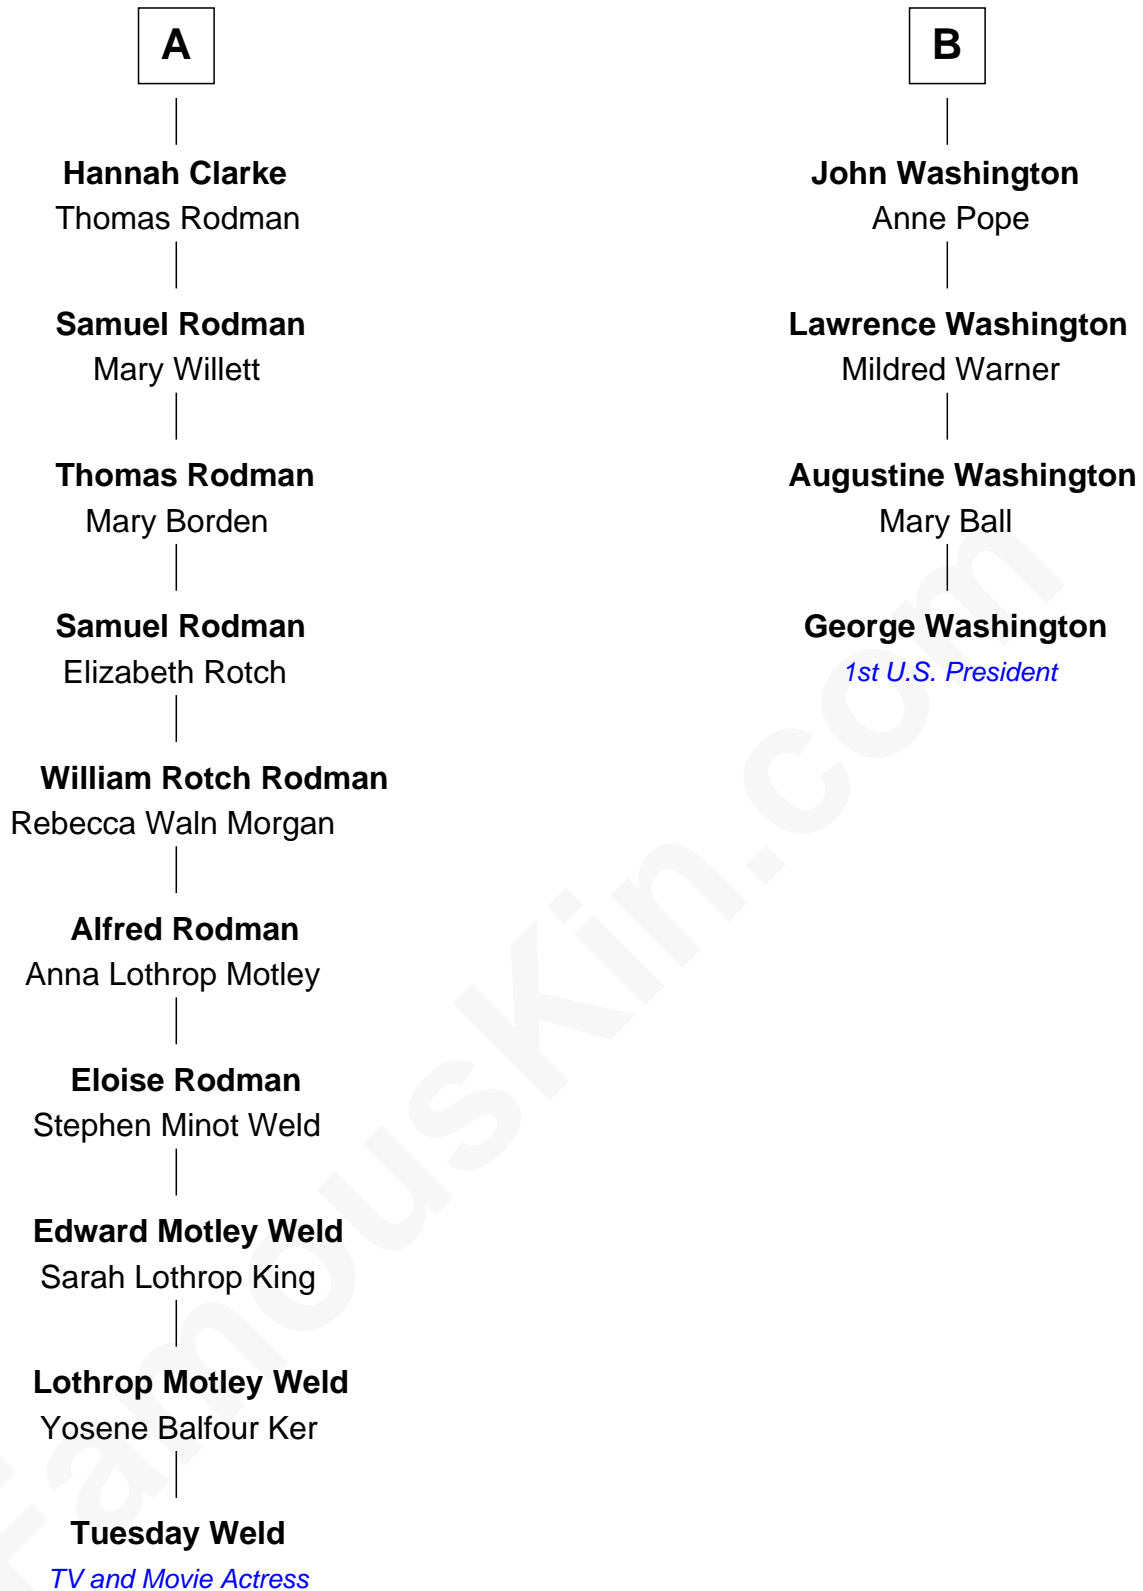 A
Hannah Clarke
Thomas Rodman
Samuel Rodman
Mary Willett
Thomas Rodman
Mary Borden
Samuel Rodman
Elizabeth Rotch
William Rotch Rodman
Rebecca Waln Morgan
Alfred Rodman
Anna Lothrop Motley
Eloise Rodman
Stephen Minot Weld
Edward Motley Weld
Sarah Lothrop King
Lothrop Motley Weld
Yosene Balfour Ker
Tuesday Weld
TV and Movie Actress
B
John Washington
Anne Pope
Lawrence Washington
Mildred Warner
Augustine Washington
Mary Ball
George Washington
1st U.S. President
FamousKin.com